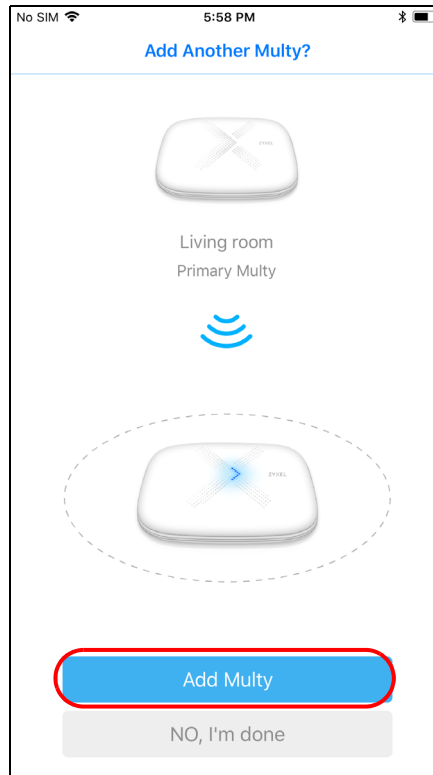 No SIM 5:58 PM
Add Another Multy?
ZYXEL
Living room
Primary Multy
ZYXEL
Add Multy
NO, I'm done